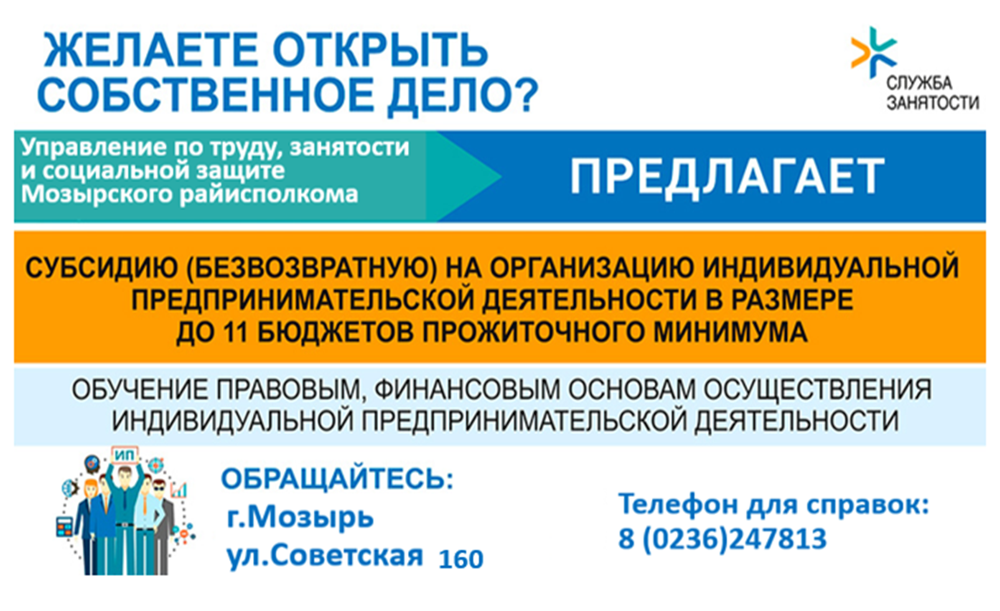 ЖЕЛАЕТЕ ОТКРЫТЬ
СОБСТВЕННОЕ ДЕЛО?
СЛУЖБА
ЗАНЯТОСТИ
Управление по труду, занятости
и социальной защите
Мозырского райисполкома
ПРЕДЛАГАЕТ
СУБСИДИЮ (БЕЗВОЗВРАТНУЮ) НА ОРГАНИЗАЦИЮ ИНДИВИДУАЛЬНОЙ
ПРЕДПРИНИМАТЕЛЬСКОЙ ДЕЯТЕЛЬНОСТИ В РАЗМЕРЕ
ДО 11 БЮДЖЕТОВ ПРОЖИТОЧНОГО МИНИМУМА
ОБУЧЕНИЕ ПРАВОВЫМ, ФИНАНСОВЫМ ОСНОВАМ ОСУЩЕСТВЛЕНИЯ
ИНДИВИДУАЛЬНОЙ ПРЕДПРИНИМАТЕЛЬСКОЙ ДЕЯТЕЛЬНОСТИ
ИП
ОБРАЩАЙТЕСЬ:
г.Мозырь
ул.Советская 160
Телефон для справок:
8 (0236)247813